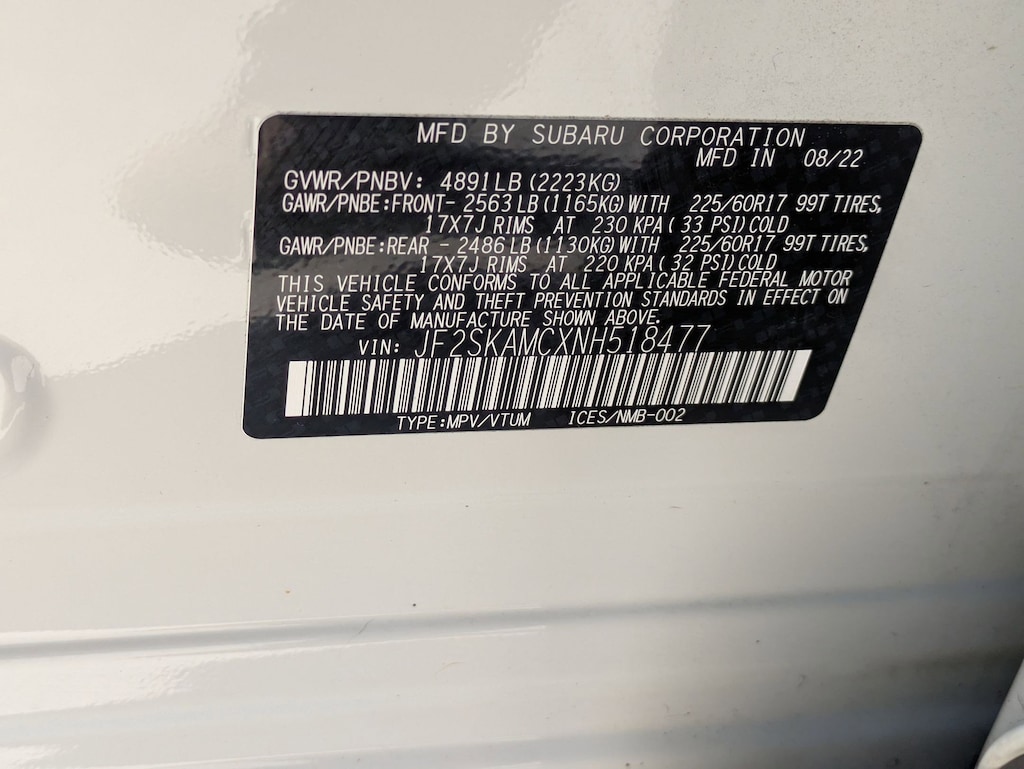 MFD BY SUBARU CORPORATION
MFD IN 08/22
GVWR/PNBV: 4891LB (2223KG)
GAWR/PNBE:FRONT- 2563LB (1165KG) WITH 225/60R17 99T TIRES,
17X7J RIMS AT 230 KPA ( 33 PSI) COLD
GAWR/PNBE:REAR - 2486LB (1130KG) WITH 225/60R17 99T TIRES,
17X7J RIMS AT 220 KPA ( 32 PSI) COLD
THIS VEHICLE CONFORMS TO ALL APPLICABLE FEDERAL MOTOR
VEHICLE SAFETY AND THEFT PREVENTION STANDARDS IN EFFECT ON
THE DATE OF MANUFACTURE SHOWN ABOVE.
VIN: JF2SKAMCXNH518477
TYPE:MPV/VTUM ICES/NMB-002